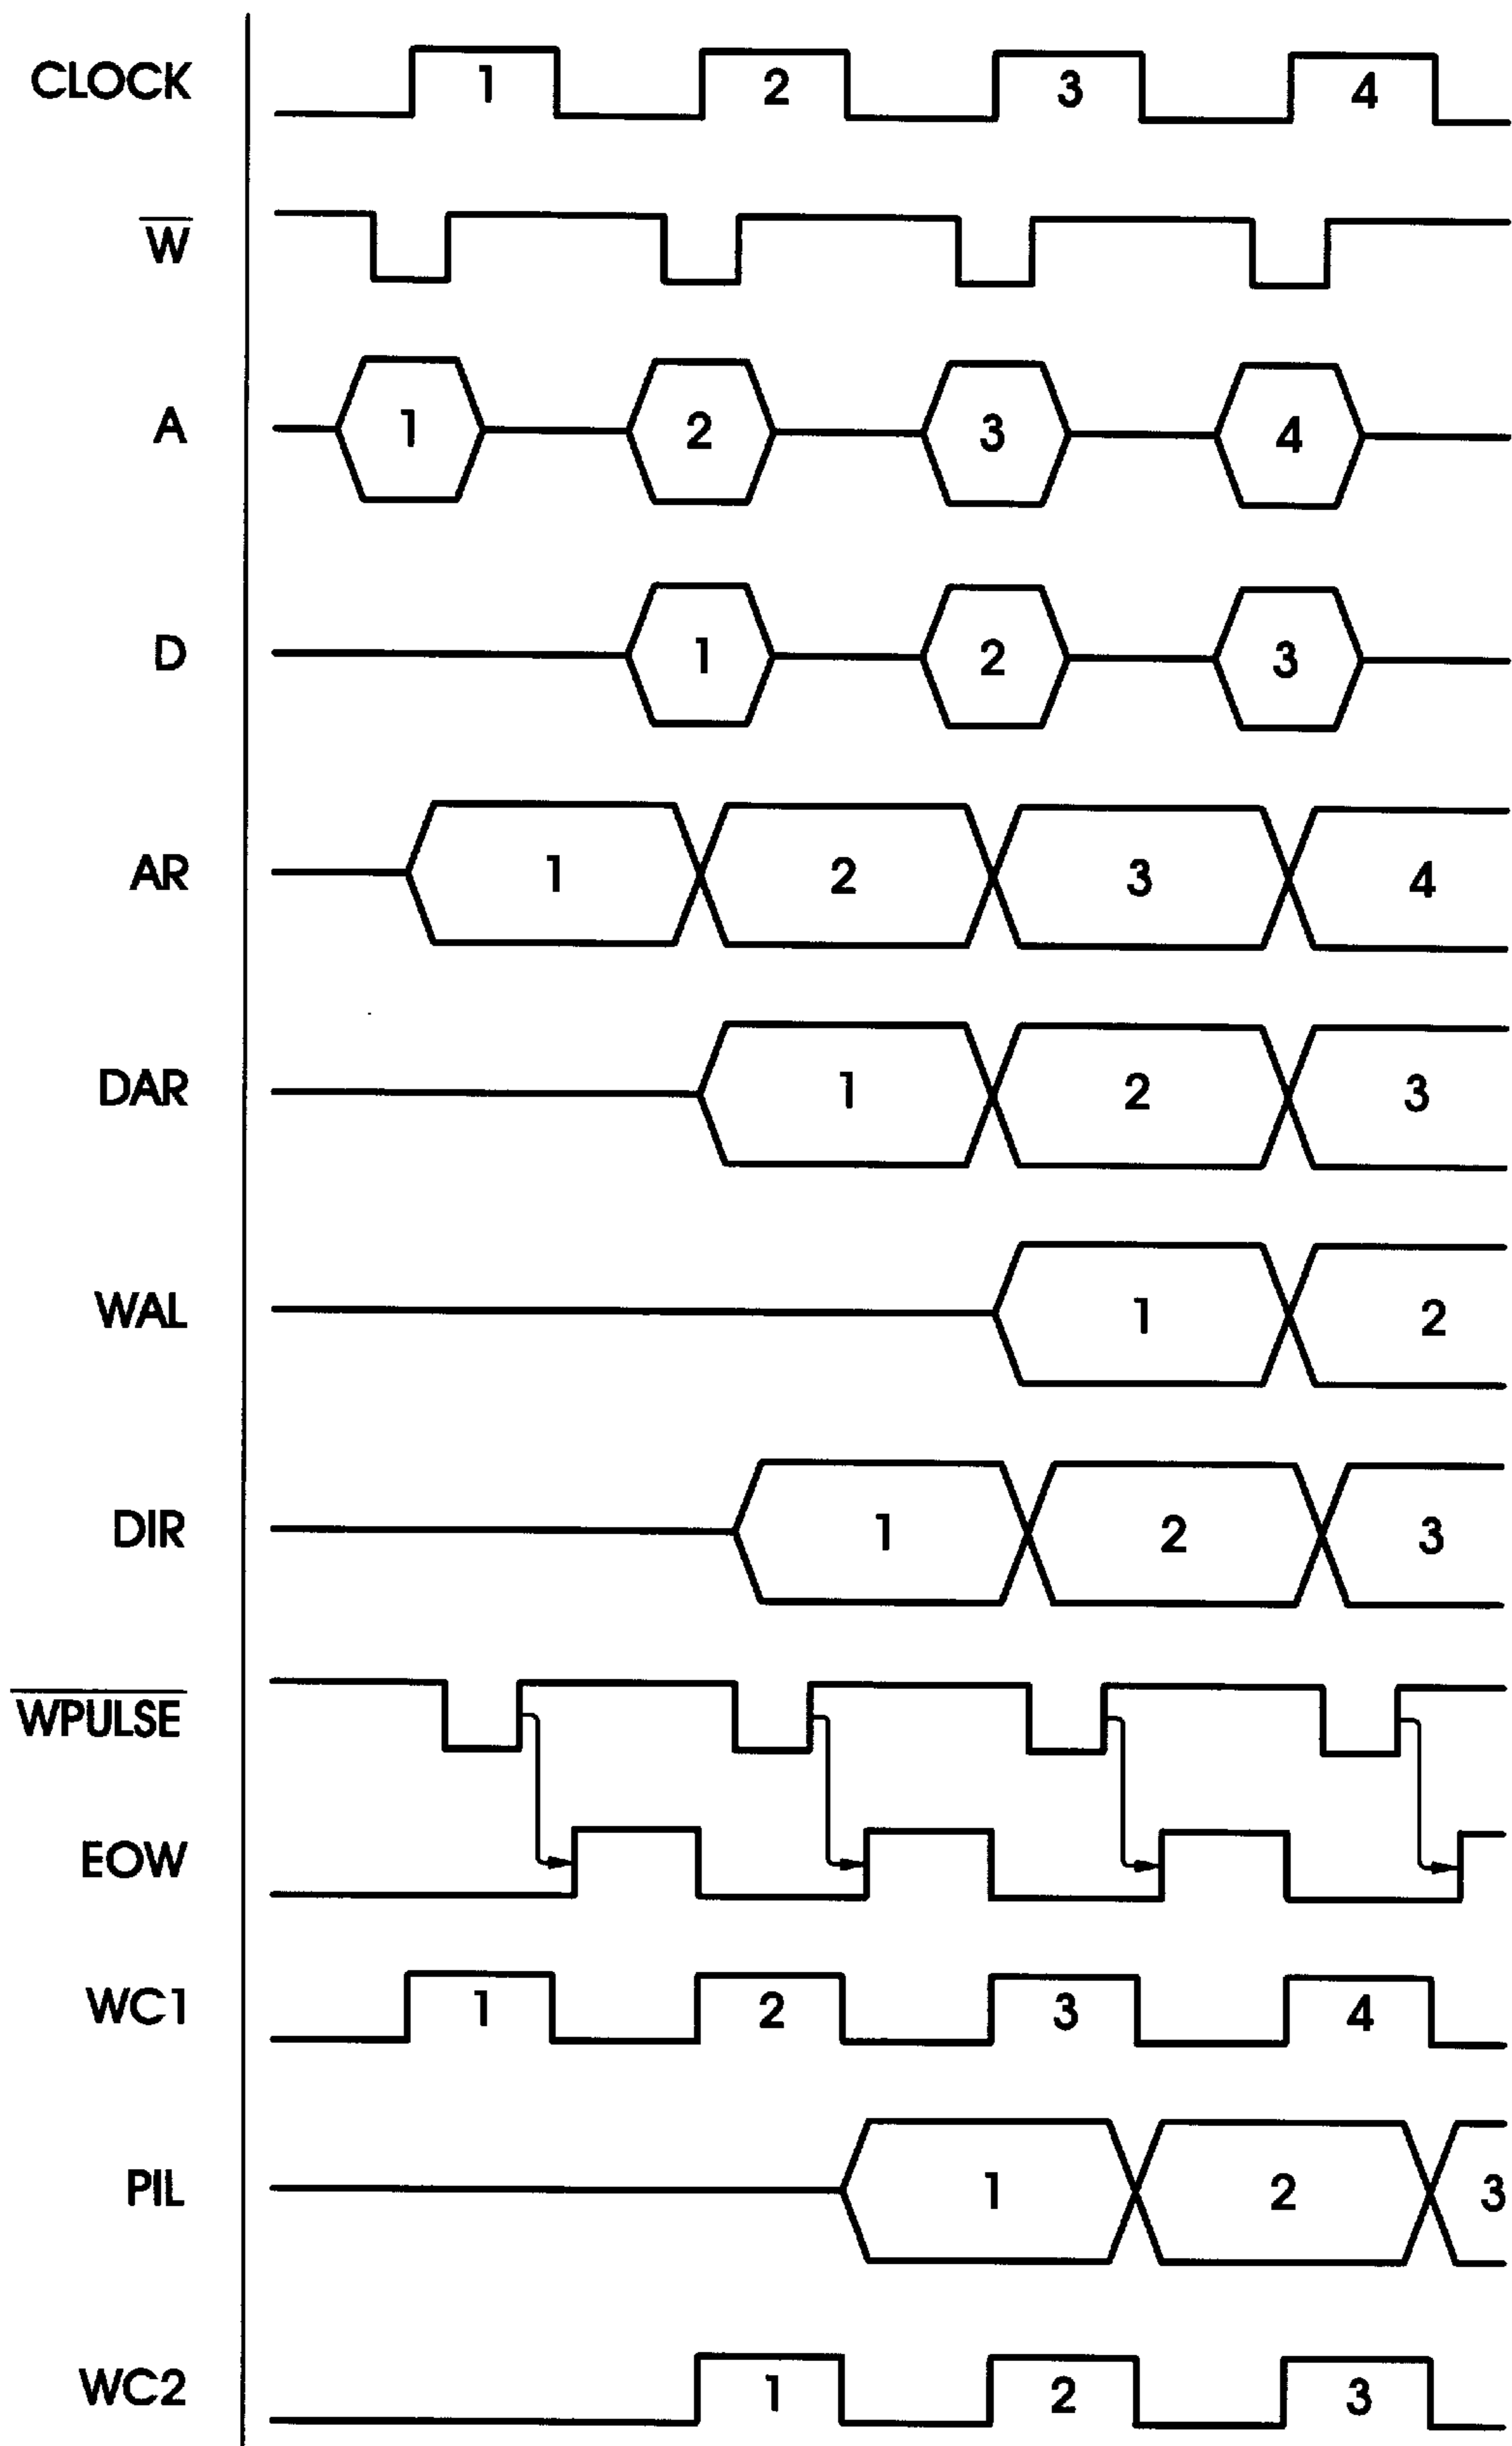 CLOCK 1 2 3 4
W
A 1 2 3 4
D 1 2 3
AR 1 2 3 4
DAR 1 2 3
WAL 1 2
DIR 1 2 3
WPULSE
EOW
WC1 1 2 3 4
PIL 1 2 3
WC2 1 2 3